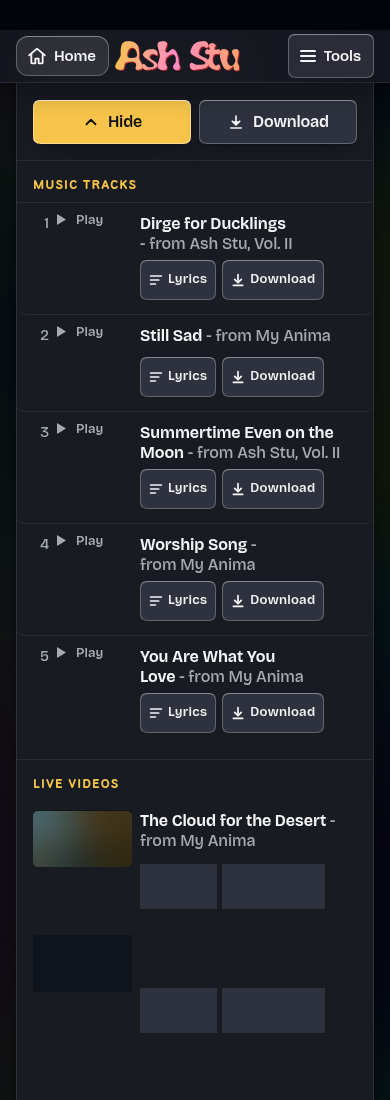 Home
Ash Stu
Tools
Hide
Download
MUSIC TRACKS
1
Play
Dirge for Ducklings
- from Ash Stu, Vol. II
Lyrics
Download
2
Play
Still Sad - from My Anima
Lyrics
Download
3
Play
Summertime Even on the
Moon - from Ash Stu, Vol. II
Lyrics
Download
4
Play
Worship Song -
from My Anima
Lyrics
Download
5
Play
You Are What You
Love - from My Anima
Lyrics
Download
LIVE VIDEOS
The Cloud for the Desert -
from My Anima